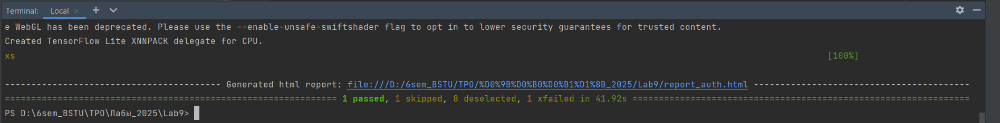 Terminal: Local × + ∨
e WebGL has been deprecated. Please use the --enable-unsafe-swiftshader flag to opt in to lower security guarantees for trusted content.
Created TensorFlow Lite XNNPACK delegate for CPU.
xs [100%]
----------------------------------------- Generated html report: file:///D:/6sem_BSTU/TPO/%D0%9B%D0%B0%D0%B1%D1%8B_2025/Lab9/report_auth.html -----------------------------------------
=============================================================== 1 passed, 1 skipped, 8 deselected, 1 xfailed in 41.92s ================================================================
PS D:\6sem_BSTU\TPO\Лабы_2025\Lab9>